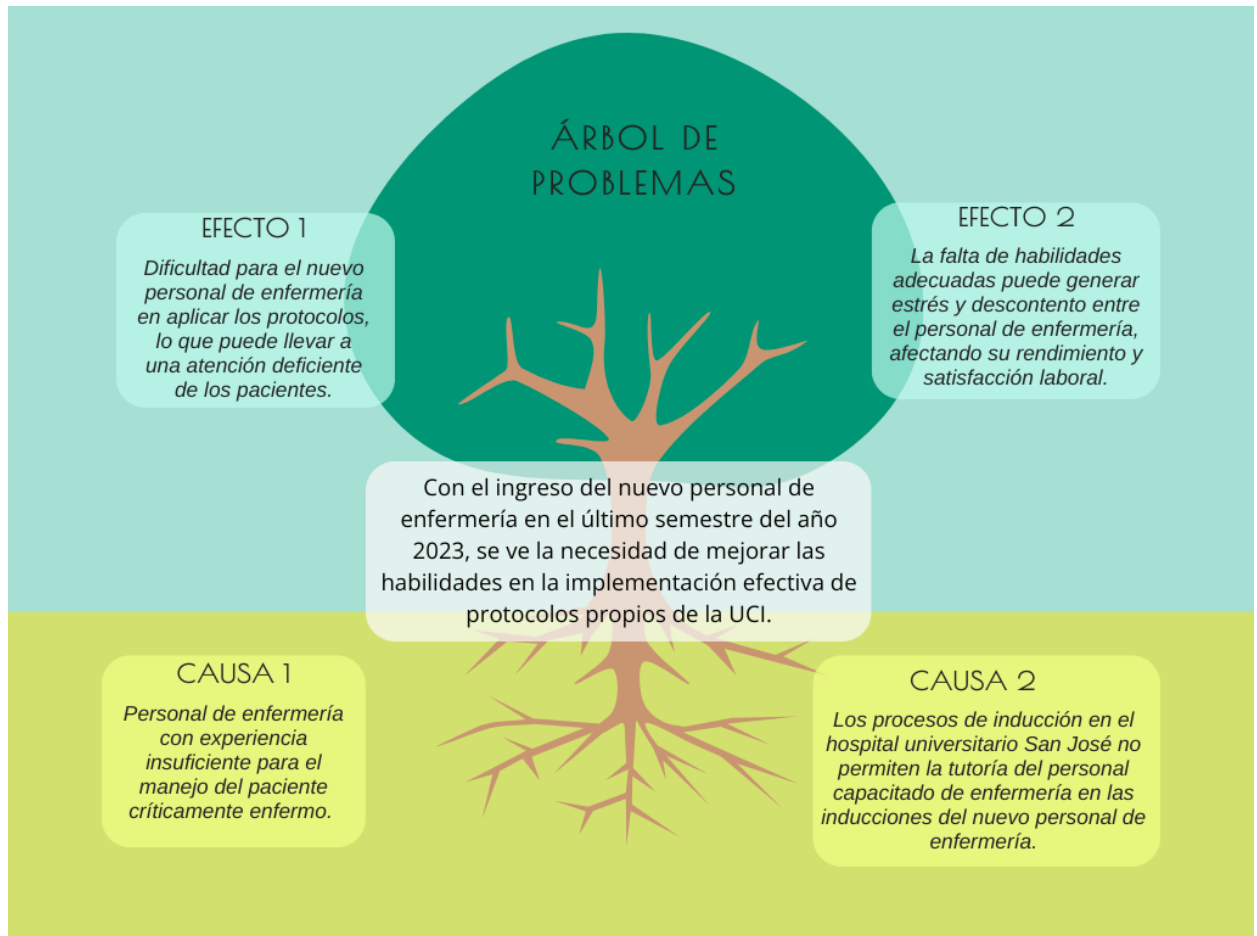 ÁRBOL DE
PROBLEMAS
EFECTO 1
Dificultad para el nuevo
personal de enfermería
en aplicar los protocolos,
lo que puede llevar a
una atención deficiente
de los pacientes.
EFECTO 2
La falta de habilidades
adecuadas puede generar
estrés y descontento entre
el personal de enfermería,
afectando su rendimiento y
satisfacción laboral.
Con el ingreso del nuevo personal de
enfermería en el último semestre del año
2023, se ve la necesidad de mejorar las
habilidades en la implementación efectiva de
protocolos propios de la UCI.
CAUSA 1
Personal de enfermería
con experiencia
insuficiente para el
manejo del paciente
críticamente enfermo.
CAUSA 2
Los procesos de inducción en el
hospital universitario San José no
permiten la tutoría del personal
capacitado de enfermería en las
inducciones del nuevo personal de
enfermería.